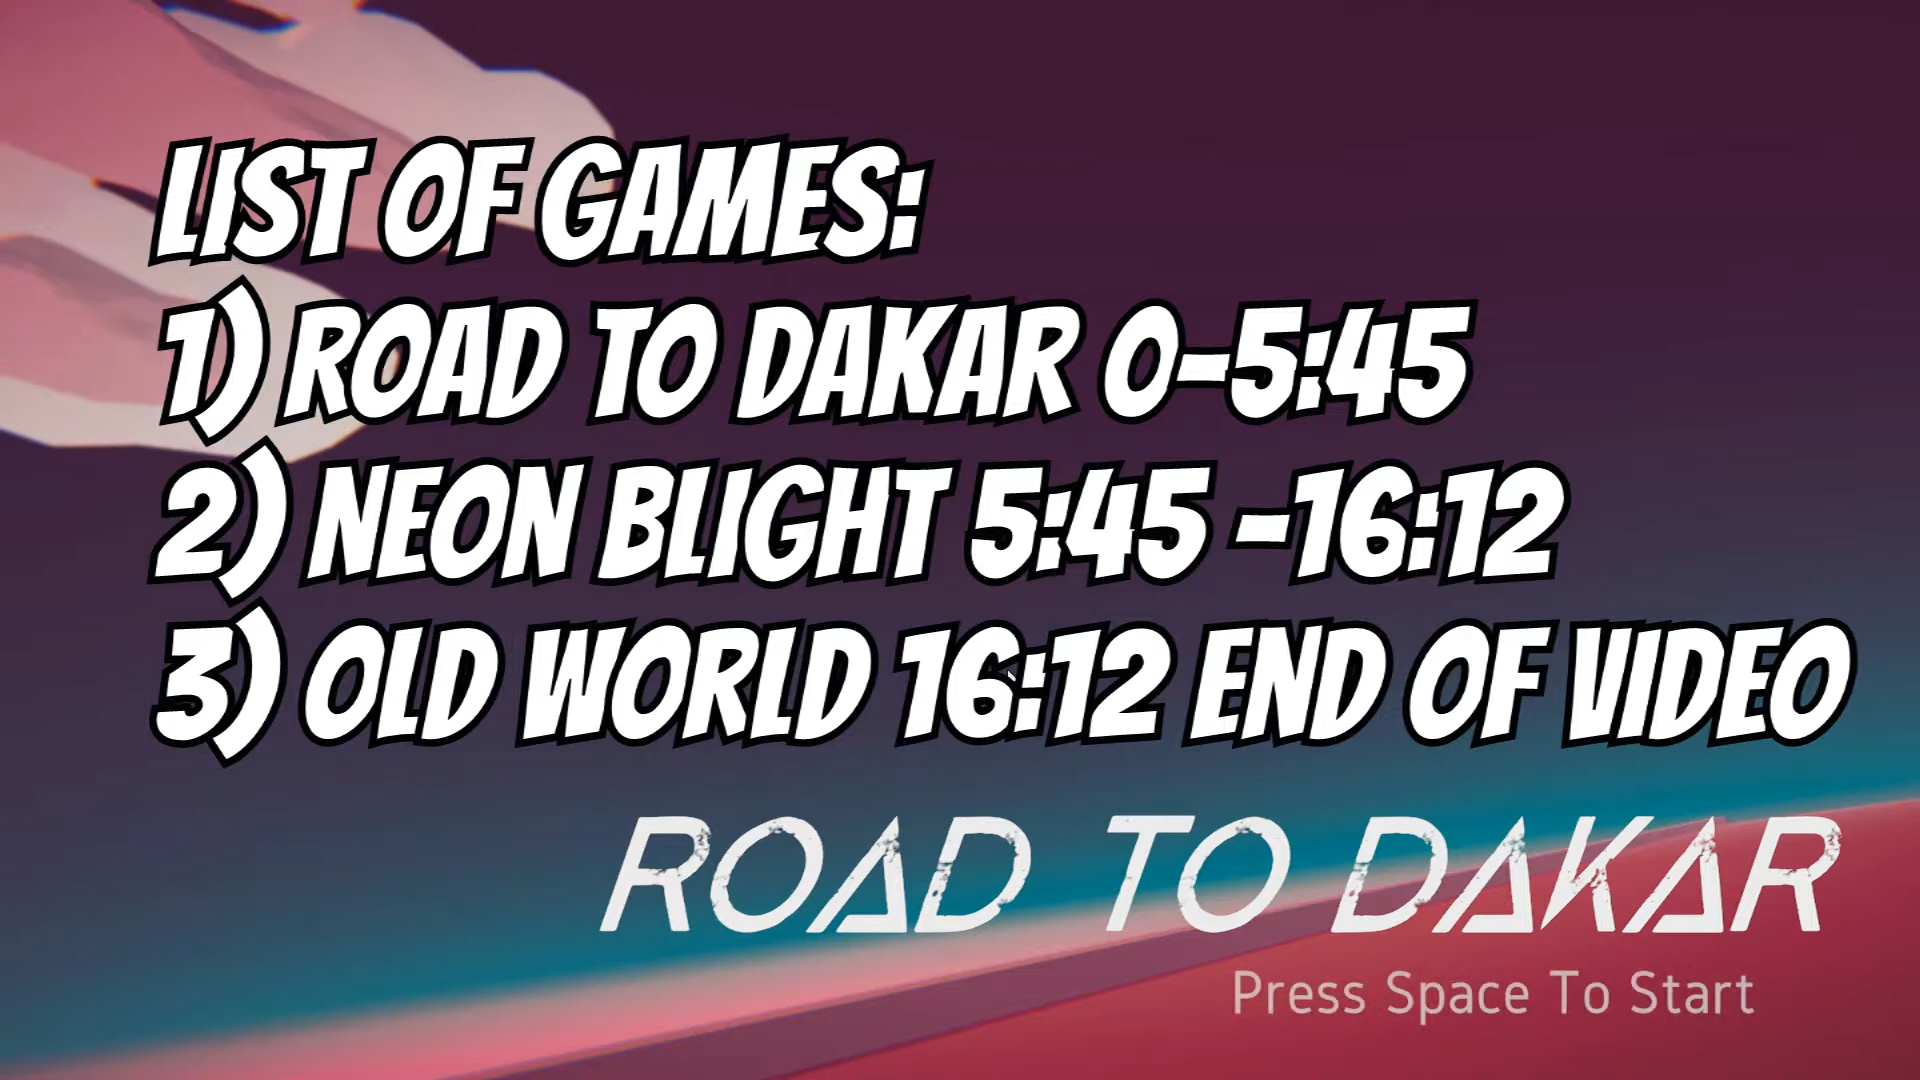 LIST OF GAMES:
1) ROAD TO DAKAR 0-5:45
2) NEON BLIGHT 5:45 -16:12
3) OLD WORLD 16:12 END OF VIDEO
ROAD TO DAKAR
Press Space To Start